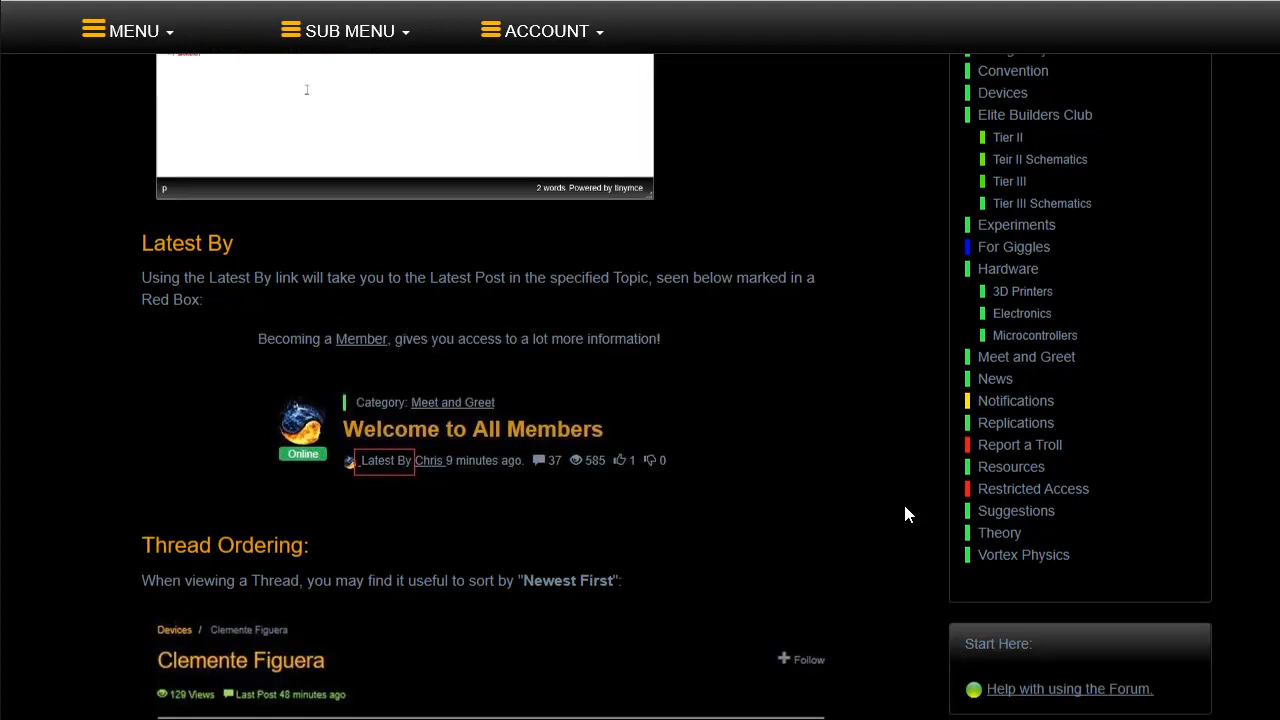 MENU
SUB MENU
ACCOUNT
p
2 words Powered by tinymce
Latest By
Using the Latest By link will take you to the Latest Post in the specified Topic, seen below marked in a
Red Box:
Becoming a Member, gives you access to a lot more information!
Category: Meet and Greet
Welcome to All Members
Online
Latest By Chris 9 minutes ago. 37 585 1 0
Thread Ordering:
When viewing a Thread, you may find it useful to sort by "Newest First":
Devices / Clemente Figuera
Clemente Figuera
Follow
129 Views Last Post 48 minutes ago
Convention
Devices
Elite Builders Club
Tier II
Teir II Schematics
Tier III
Tier III Schematics
Experiments
For Giggles
Hardware
3D Printers
Electronics
Microcontrollers
Meet and Greet
News
Notifications
Replications
Report a Troll
Resources
Restricted Access
Suggestions
Theory
Vortex Physics
Start Here:
Help with using the Forum.